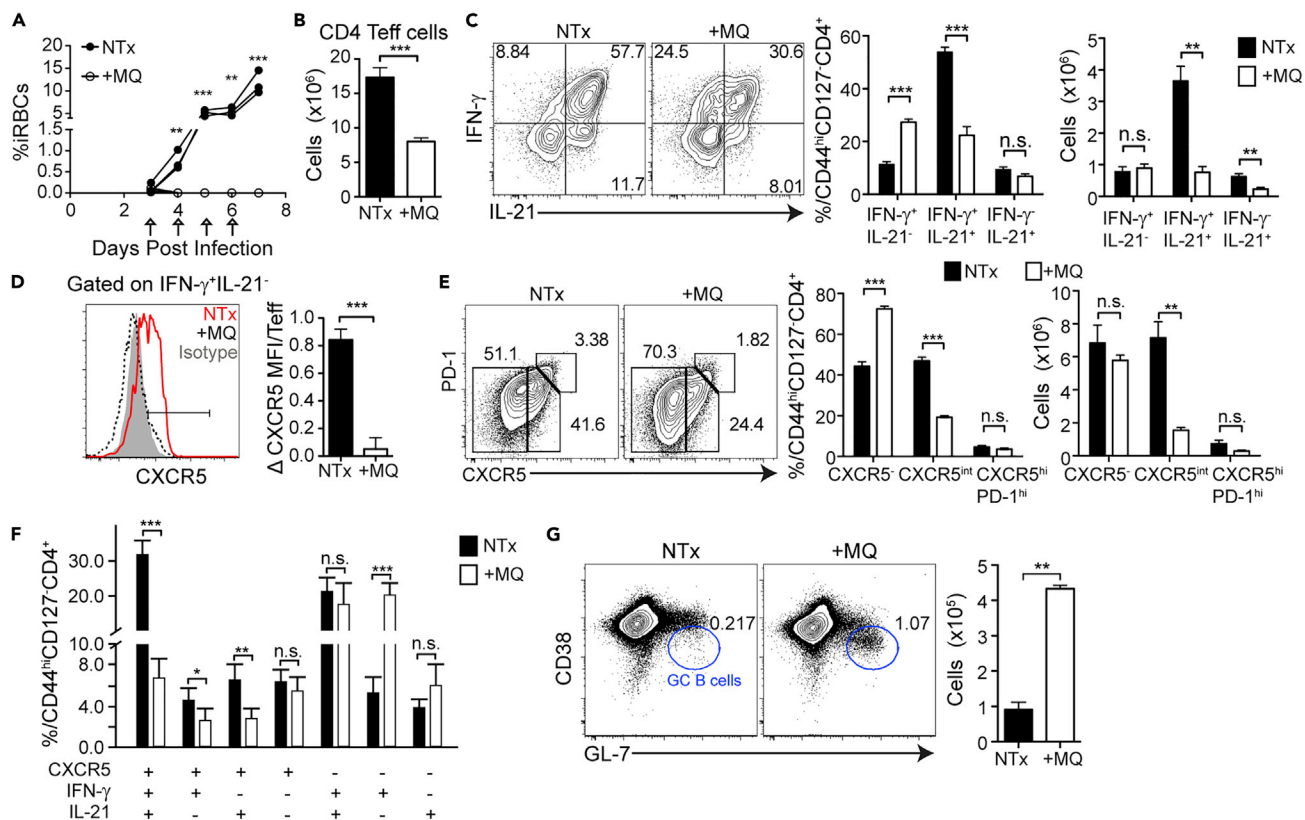 A
NTx
+MQ
%iRBCs
20
15
10
5
1.5
1.0
0.5
0.0
**
***
**
***
0 2 4 6 8
Days Post Infection
B
CD4 Teff cells
***
Cells (x10⁶)
20
15
10
5
0
NTx +MQ
C
NTx
+MQ
8.84 57.7
11.7
24.5 30.6
8.01
IFN-γ
IL-21
%/CD44ʰⁱCD127⁻CD4⁺
60
40
20
0
***
***
n.s.
IFN-γ⁺ IFN-γ⁺ IFN-γ⁻
IL-21⁻ IL-21⁺ IL-21⁺
Cells (x10⁶)
5
4
3
2
1
0
n.s.
**
**
IFN-γ⁺ IFN-γ⁺ IFN-γ⁻
IL-21⁻ IL-21⁺ IL-21⁺
NTx
+MQ
D
Gated on IFN-γ⁺IL-21⁻
NTx
+MQ
Isotype
CXCR5
Δ CXCR5 MFI/Teff
1.0
0.8
0.6
0.4
0.2
0.0
***
NTx +MQ
E
NTx
+MQ
51.1
3.38
41.6
70.3
1.82
24.4
PD-1
CXCR5
NTx
+MQ
%/CD44ʰⁱCD127⁻CD4⁺
80
60
40
20
0
***
***
n.s.
CXCR5⁻ CXCR5ⁱⁿᵗ CXCR5ʰⁱ
PD-1ʰⁱ
Cells (x10⁶)
10
8
6
4
2
0
n.s.
**
n.s.
CXCR5⁻ CXCR5ⁱⁿᵗ CXCR5ʰⁱ
PD-1ʰⁱ
F
NTx
+MQ
%/CD44ʰⁱCD127⁻CD4⁺
30.0
20.0
10.0
8.0
4.0
0.0
***
*
**
n.s.
n.s.
***
n.s.
CXCR5 + + + + - - -
IFN-γ + + - - + + -
IL-21 + - + - + - +
G
NTx
+MQ
0.217
GC B cells
1.07
CD38
GL-7
Cells (x10⁵)
5
4
3
2
1
0
**
NTx +MQ